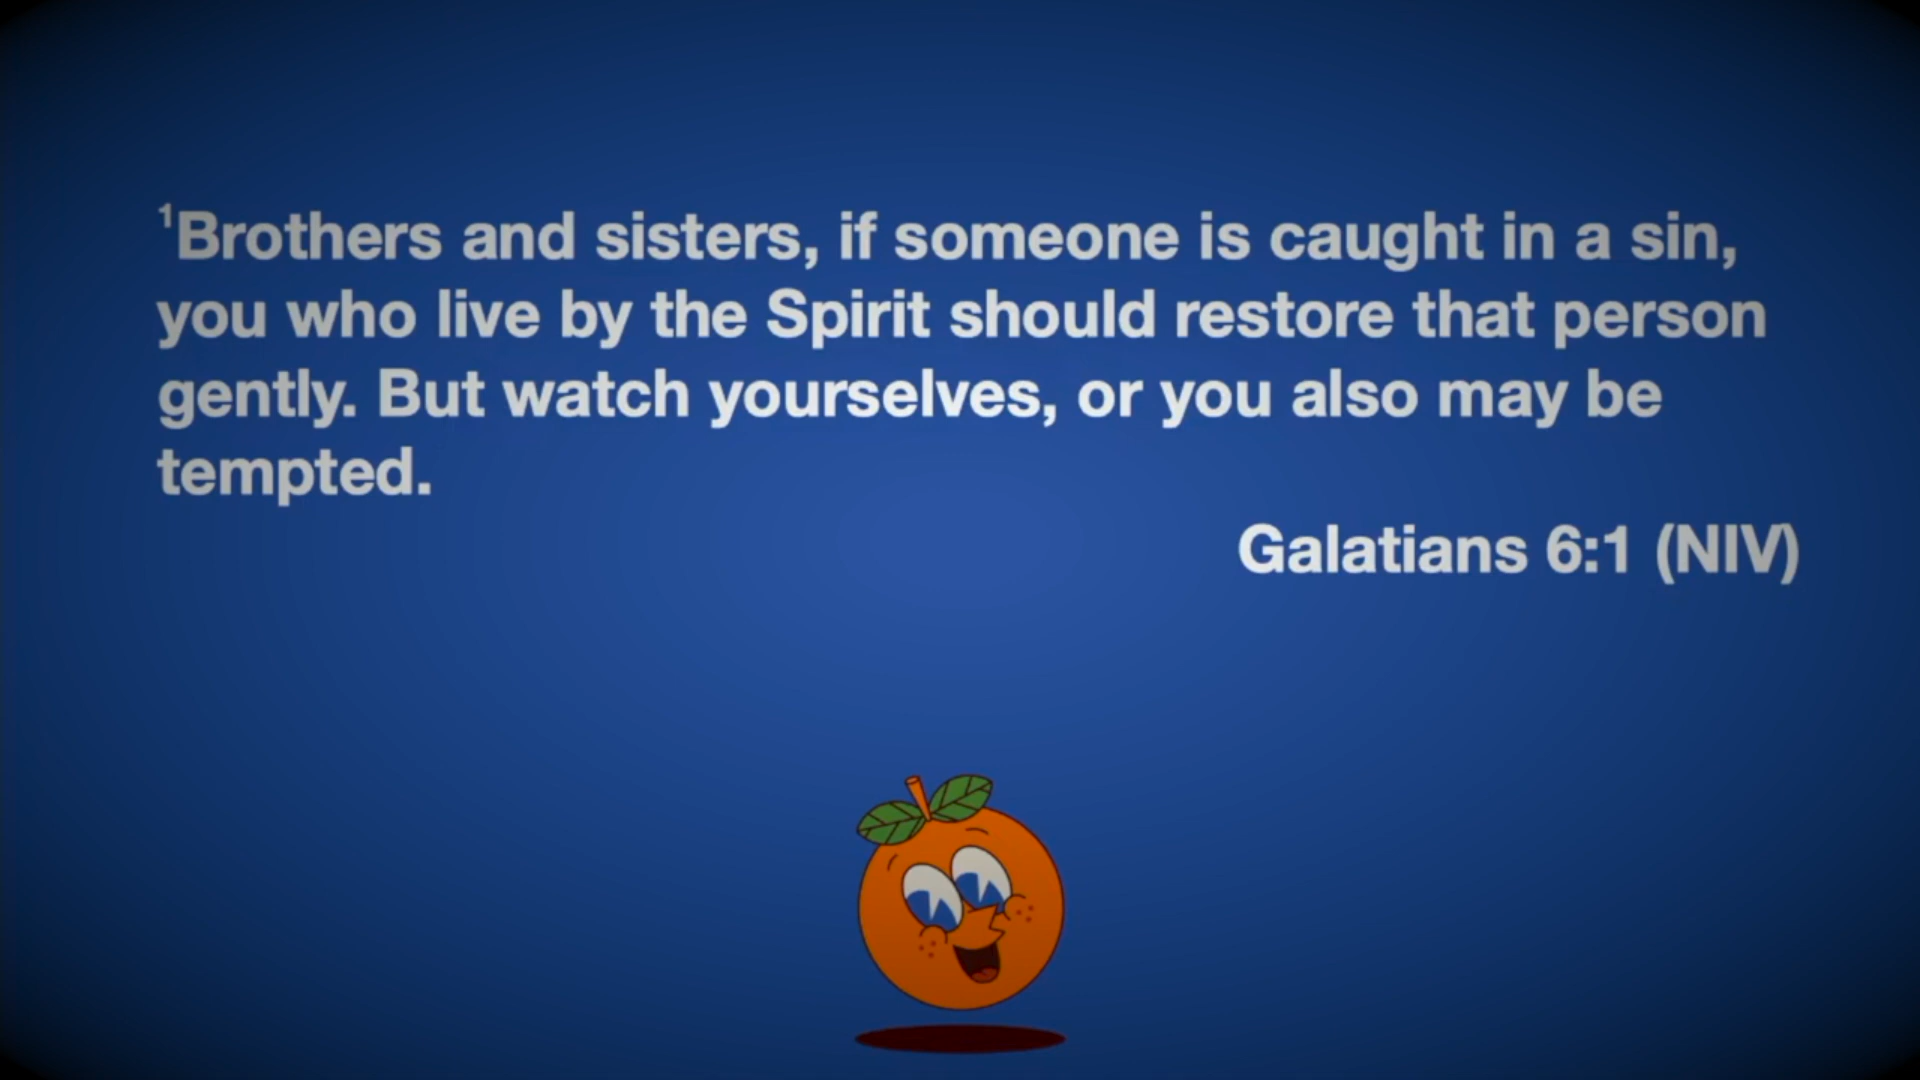 ¹Brothers and sisters, if someone is caught in a sin,
you who live by the Spirit should restore that person
gently. But watch yourselves, or you also may be
tempted.
Galatians 6:1 (NIV)